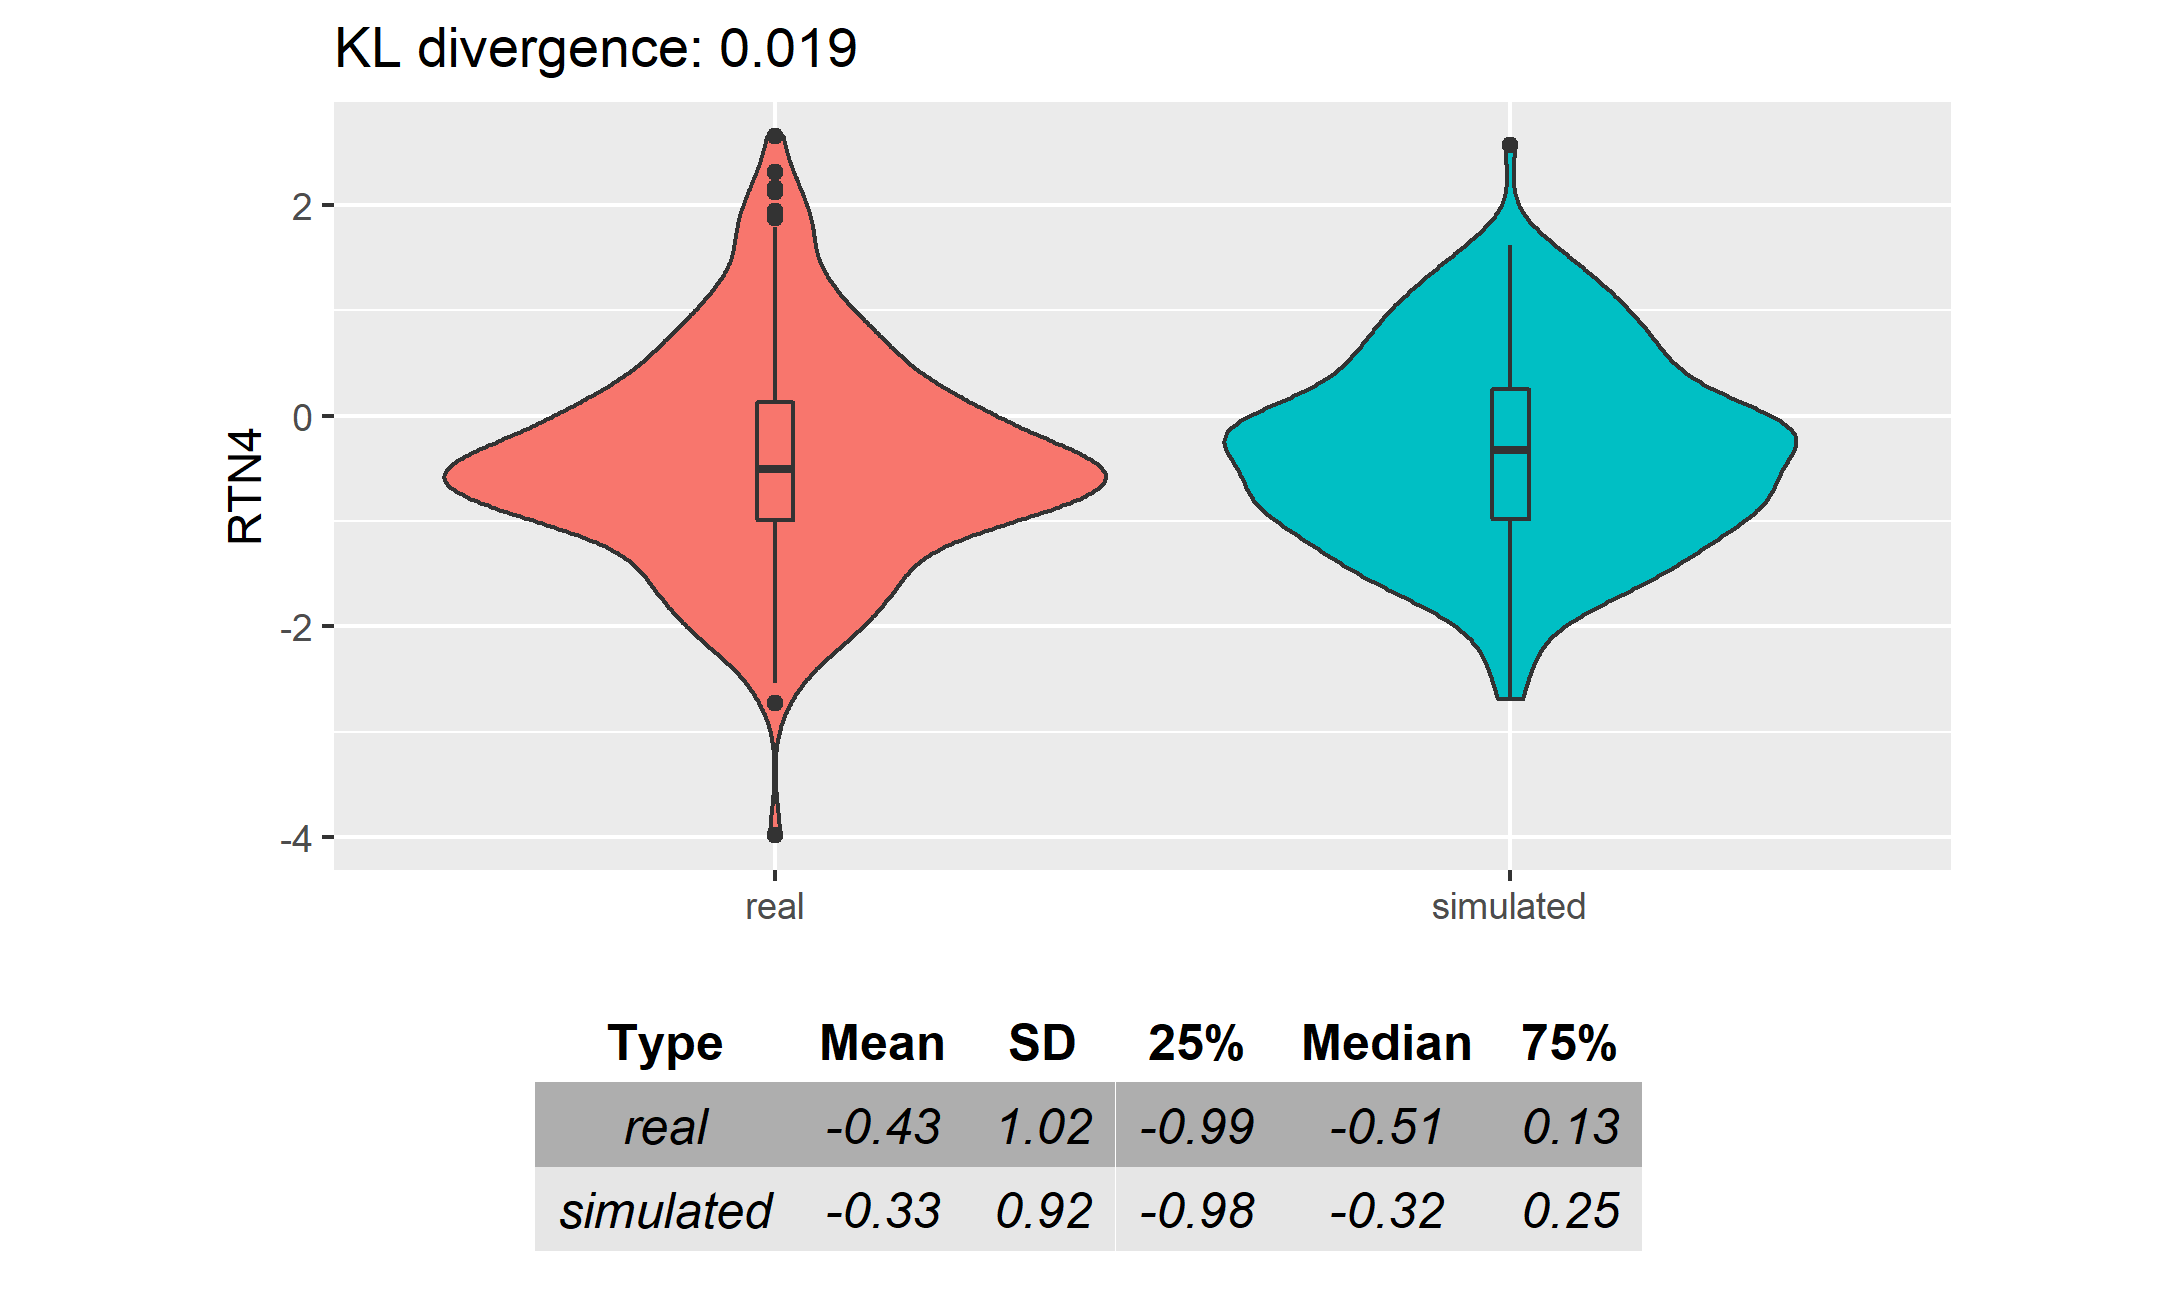 KL divergence: 0.019
RTN4
2
0
-2
-4
real simulated
Type Mean SD 25% Median 75%
real -0.43 1.02 -0.99 -0.51 0.13
simulated -0.33 0.92 -0.98 -0.32 0.25